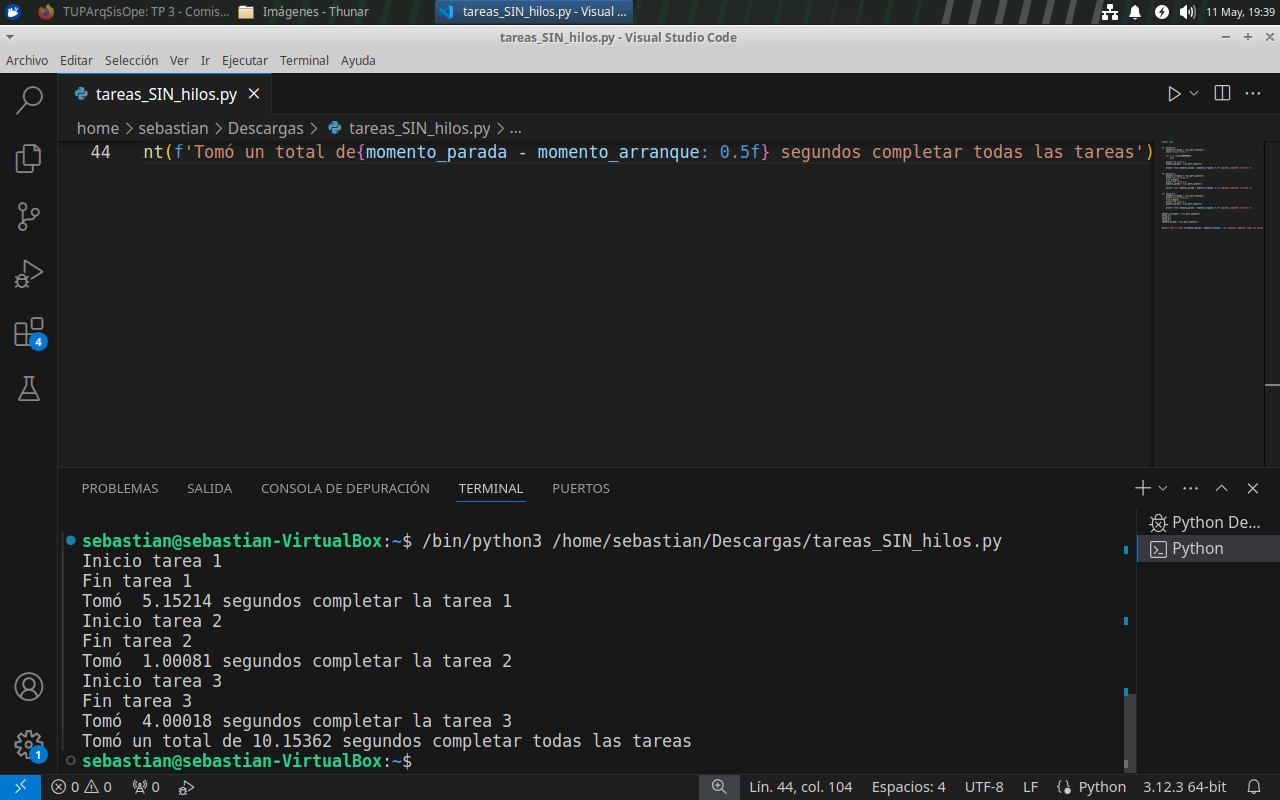 TUPArqSisOpe: TP 3 - Comis... Imágenes - Thunar tareas_SIN_hilos.py - Visual ... 11 May, 19:39
tareas_SIN_hilos.py - Visual Studio Code
Archivo Editar Selección Ver Ir Ejecutar Terminal Ayuda
tareas_SIN_hilos.py
home > sebastian > Descargas > tareas_SIN_hilos.py > ...
44 nt(f'Tomó un total de{momento_parada - momento_arranque: 0.5f} segundos completar todas las tareas')
4
PROBLEMAS SALIDA CONSOLA DE DEPURACIÓN TERMINAL PUERTOS
Python De...
Python
sebastian@sebastian-VirtualBox:~$ /bin/python3 /home/sebastian/Descargas/tareas_SIN_hilos.py
Inicio tarea 1
Fin tarea 1
Tomó  5.15214 segundos completar la tarea 1
Inicio tarea 2
Fin tarea 2
Tomó  1.00081 segundos completar la tarea 2
Inicio tarea 3
Fin tarea 3
Tomó  4.00018 segundos completar la tarea 3
Tomó un total de 10.15362 segundos completar todas las tareas
sebastian@sebastian-VirtualBox:~$
1
0 0 0 Lín. 44, col. 104 Espacios: 4 UTF-8 LF Python 3.12.3 64-bit